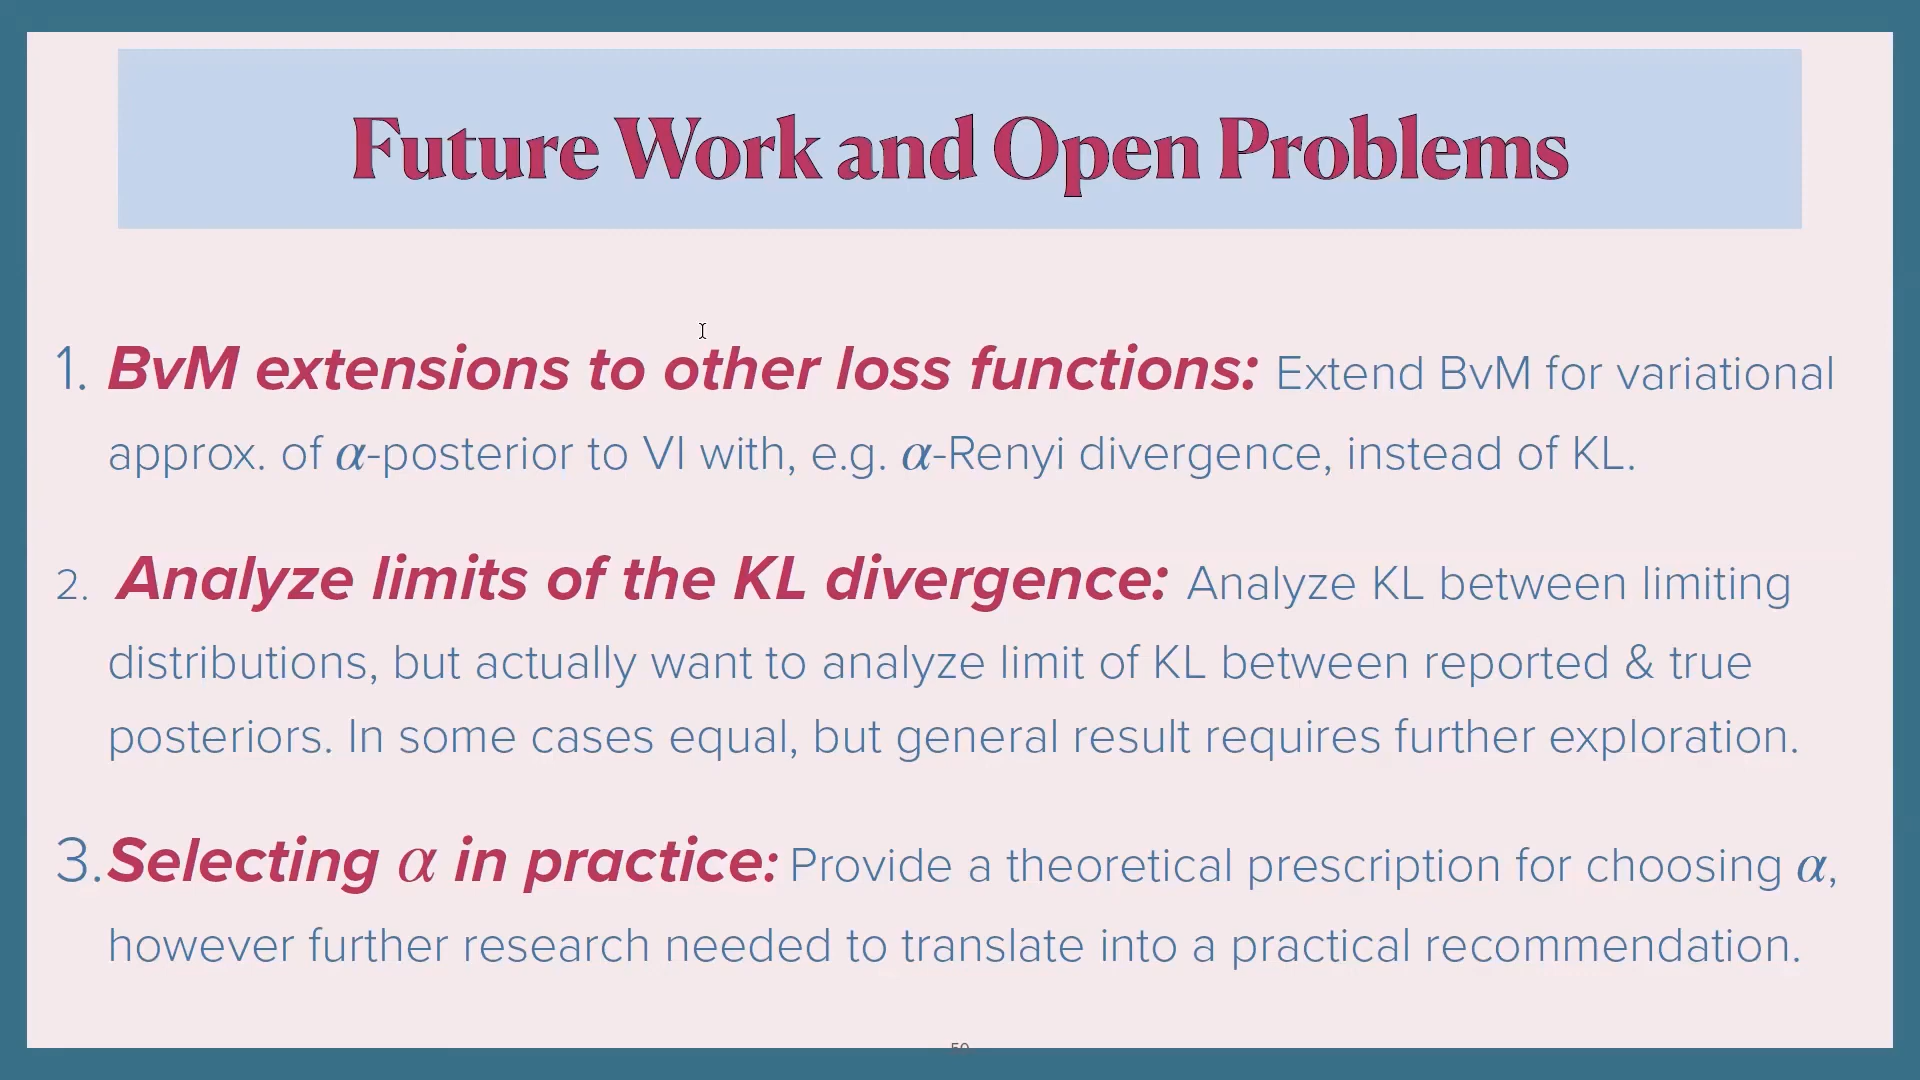 Future Work and Open Problems
1. BvM extensions to other loss functions: Extend BvM for variational
approx. of α-posterior to VI with, e.g. α-Renyi divergence, instead of KL.
2. Analyze limits of the KL divergence: Analyze KL between limiting
distributions, but actually want to analyze limit of KL between reported & true
posteriors. In some cases equal, but general result requires further exploration.
3. Selecting α in practice: Provide a theoretical prescription for choosing α,
however further research needed to translate into a practical recommendation.
50